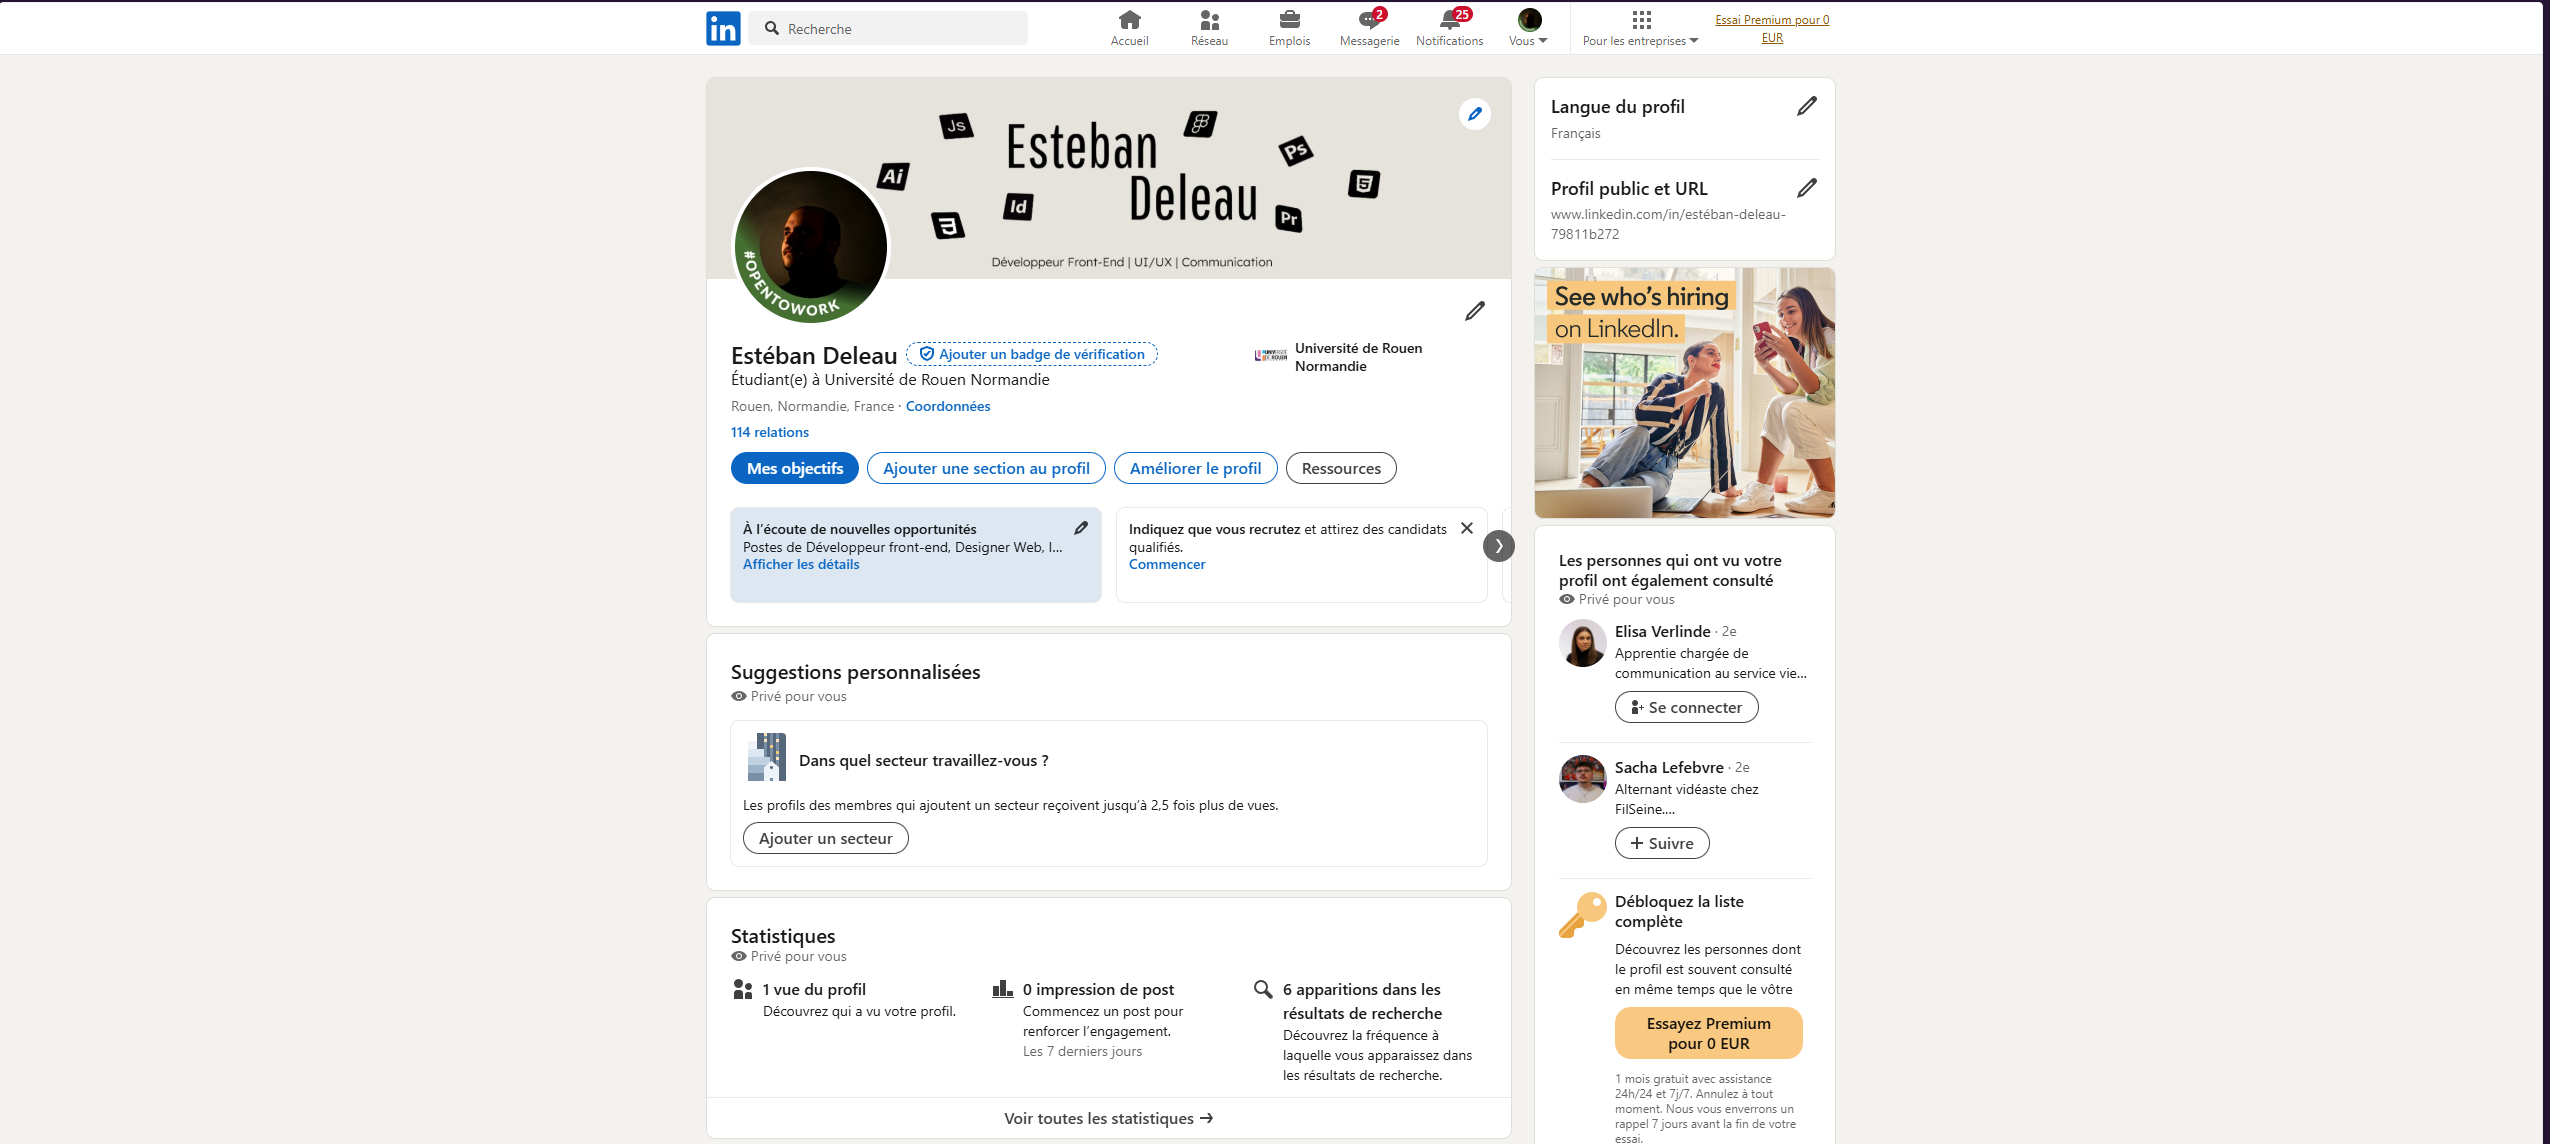 in
Recherche
Accueil
Réseau
Emplois
2
Messagerie
25
Notifications
Vous
Pour les entreprises
Essai Premium pour 0
EUR
Js
Esteban
Deleau
Ps
Ai
Id
Pr
Développeur Front-End | UI/UX | Communication
#OPENTOWORK
Estéban Deleau
Ajouter un badge de vérification
Étudiant(e) à Université de Rouen Normandie
Rouen, Normandie, France · Coordonnées
114 relations
Université de Rouen
Normandie
Mes objectifs
Ajouter une section au profil
Améliorer le profil
Ressources
À l’écoute de nouvelles opportunités
Postes de Développeur front-end, Designer Web, I...
Afficher les détails
Indiquez que vous recrutez et attirez des candidats
qualifiés.
Commencer
Suggestions personnalisées
Privé pour vous
Dans quel secteur travaillez-vous ?
Les profils des membres qui ajoutent un secteur reçoivent jusqu’à 2,5 fois plus de vues.
Ajouter un secteur
Statistiques
Privé pour vous
1 vue du profil
Découvrez qui a vu votre profil.
0 impression de post
Commencez un post pour
renforcer l’engagement.
Les 7 derniers jours
6 apparitions dans les
résultats de recherche
Découvrez la fréquence à
laquelle vous apparaissez dans
les résultats de recherche.
Voir toutes les statistiques →
Langue du profil
Français
Profil public et URL
www.linkedin.com/in/estéban-deleau-
79811b272
See who’s hiring
on LinkedIn.
Les personnes qui ont vu votre
profil ont également consulté
Privé pour vous
Elisa Verlinde · 2e
Apprentie chargée de
communication au service vie...
Se connecter
Sacha Lefebvre · 2e
Alternant vidéaste chez
FilSeine....
+ Suivre
Débloquez la liste
complète
Découvrez les personnes dont
le profil est souvent consulté
en même temps que le vôtre
Essayez Premium
pour 0 EUR
1 mois gratuit avec assistance
24h/24 et 7j/7. Annulez à tout
moment. Nous vous enverrons un
rappel 7 jours avant la fin de votre
essai.